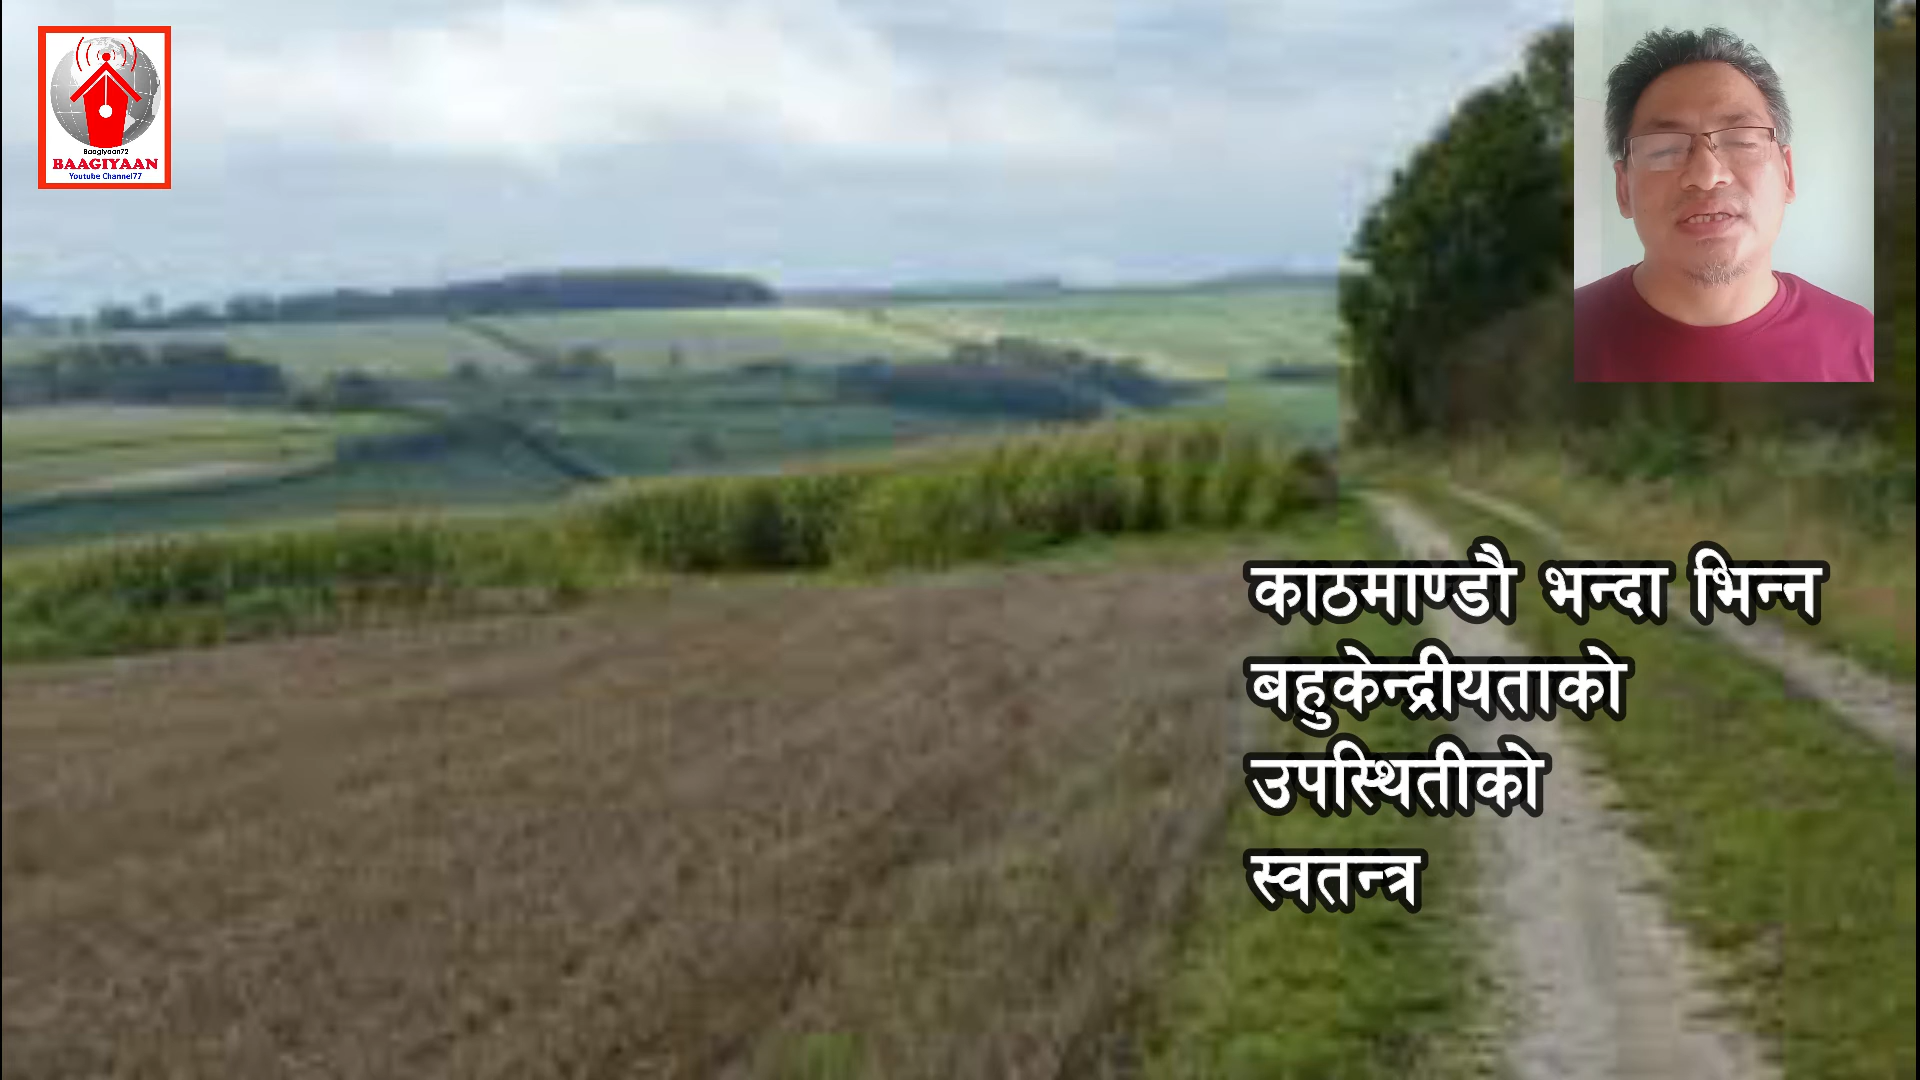 Baagiyaan72
BAAGIYAAN
Youtube Channel77
काठमाण्डौ भन्दा भिन्न
बहुकेन्द्रीयताको
उपस्थितीको
स्वतन्त्र